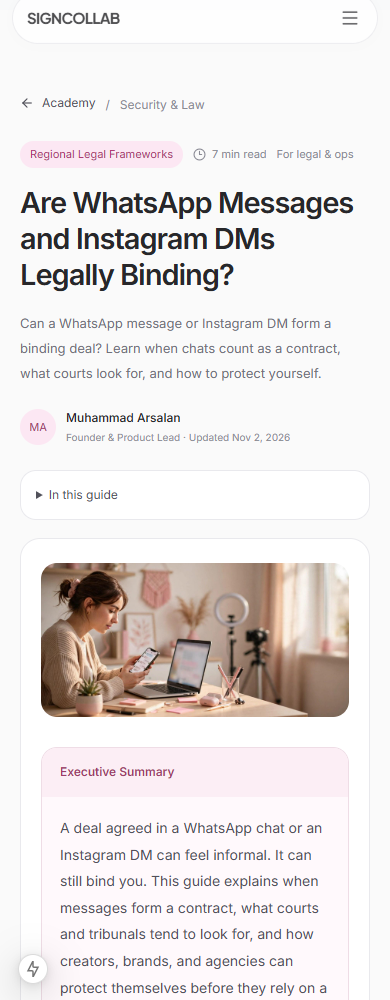 SIGNCOLLAB
Academy / Security & Law
Regional Legal Frameworks 7 min read For legal & ops
Are WhatsApp Messages
and Instagram DMs
Legally Binding?
Can a WhatsApp message or Instagram DM form a
binding deal? Learn when chats count as a contract,
what courts look for, and how to protect yourself.
MA
Muhammad Arsalan
Founder & Product Lead · Updated Nov 2, 2026
In this guide
Executive Summary
A deal agreed in a WhatsApp chat or an
Instagram DM can feel informal. It can
still bind you. This guide explains when
messages form a contract, what courts
and tribunals tend to look for, and how
creators, brands, and agencies can
protect themselves before they rely on a